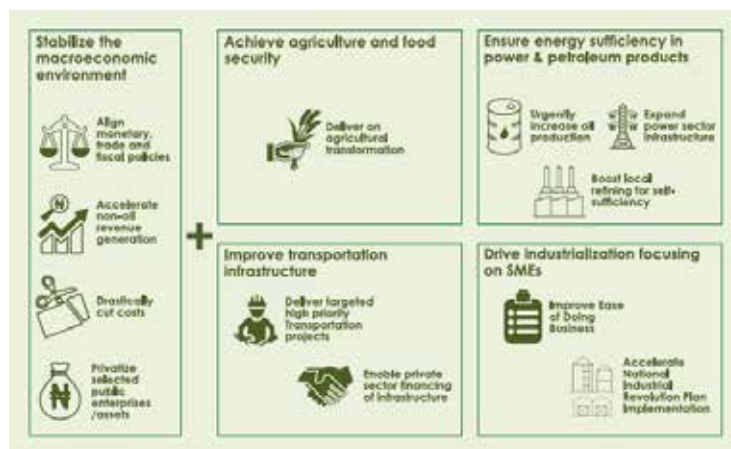 Stabilize the
macroeconomic
environment
Align
monetary,
trade and
fiscal policies
Accelerate
non-oil
revenue
generation
Drastically
cut costs
Privatize
selected
public
enterprises
/assets
Achieve agriculture and food
security
Deliver on
agricultural
transformation
Ensure energy sufficiency in
power & petroleum products
Urgently
increase oil
production
Expand
power sector
infrastructure
Boost local
refining for self-
sufficiency
Improve transportation
infrastructure
Deliver targeted
high priority
Transportation
projects
Enable private
sector financing
of infrastructure
Drive industrialization focusing
on SMEs
Improve Ease
of Doing
Business
Accelerate
National
Industrial
Revolution Plan
Implementation